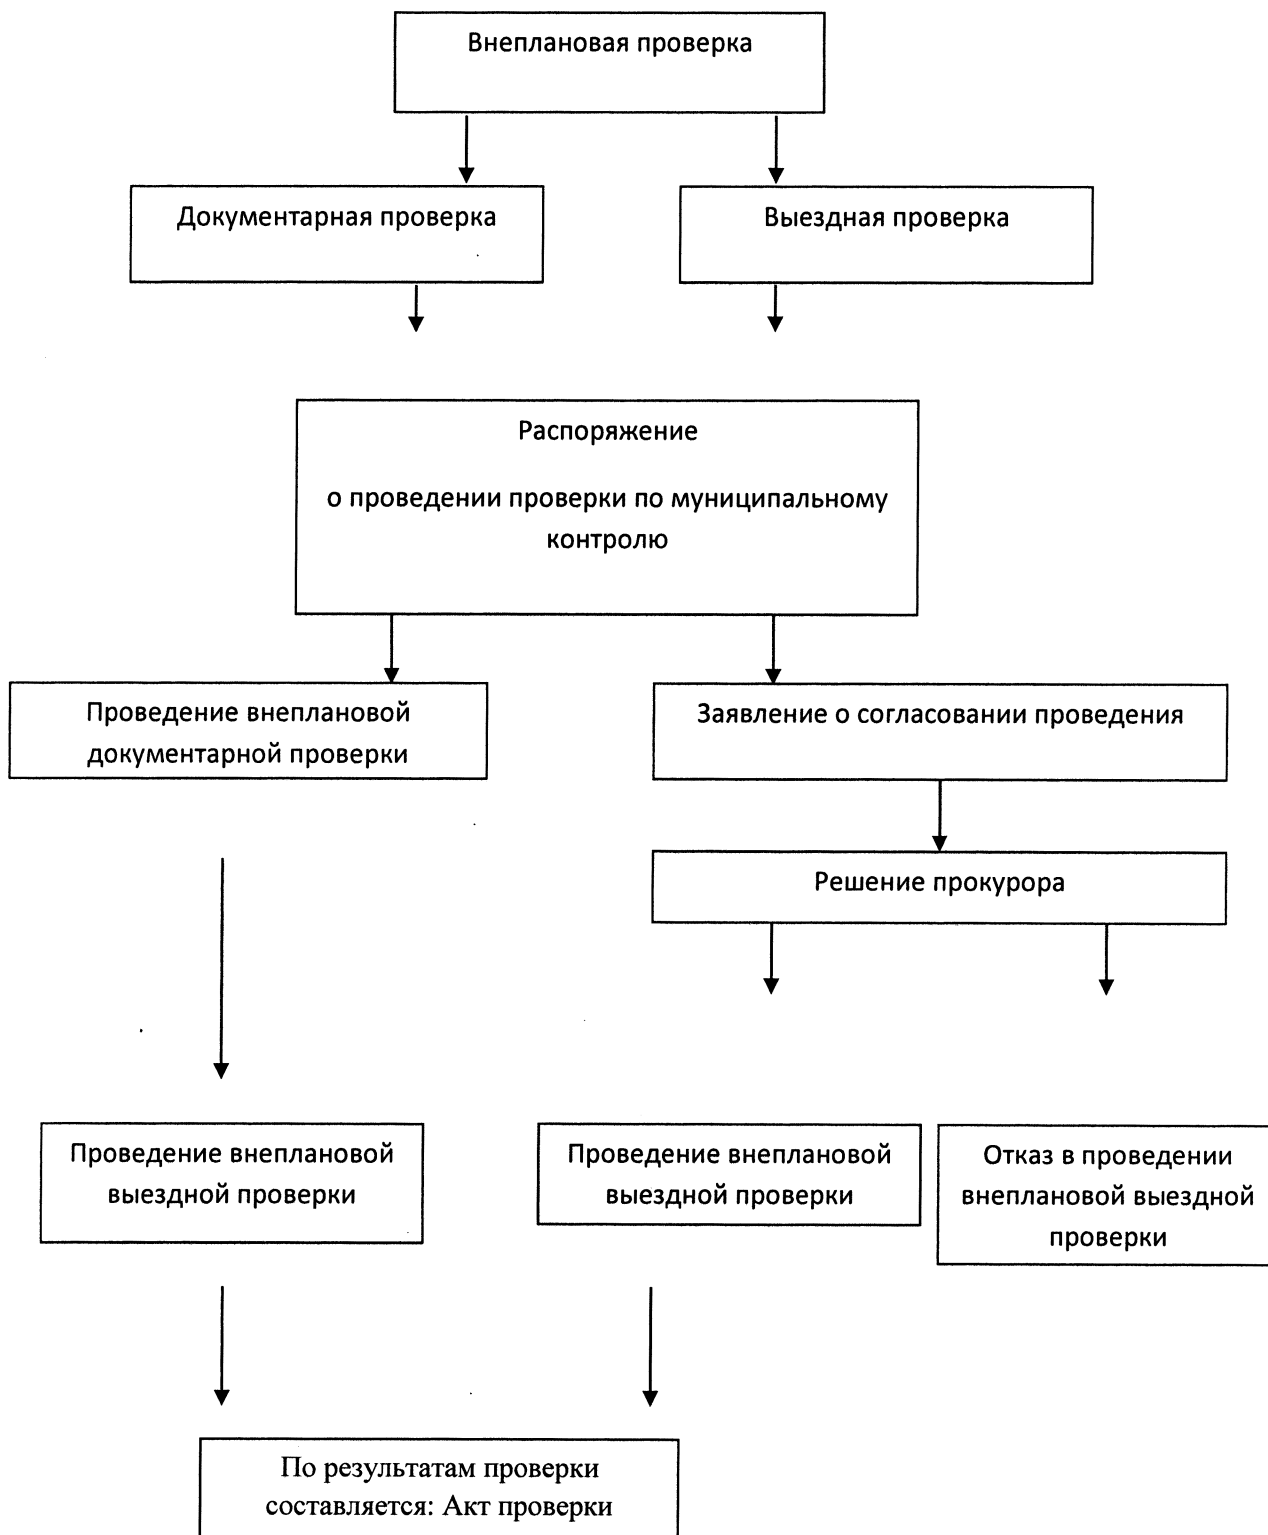 Внеплановая проверка
Документарная проверка
Выездная проверка
Распоряжение
о проведении проверки по муниципальному
контролю
Проведение внеплановой
документарной проверки
Заявление о согласовании проведения
Решение прокурора
Проведение внеплановой
выездной проверки
Проведение внеплановой
выездной проверки
Отказ в проведении
внеплановой выездной
проверки
По результатам проверки
составляется: Акт проверки